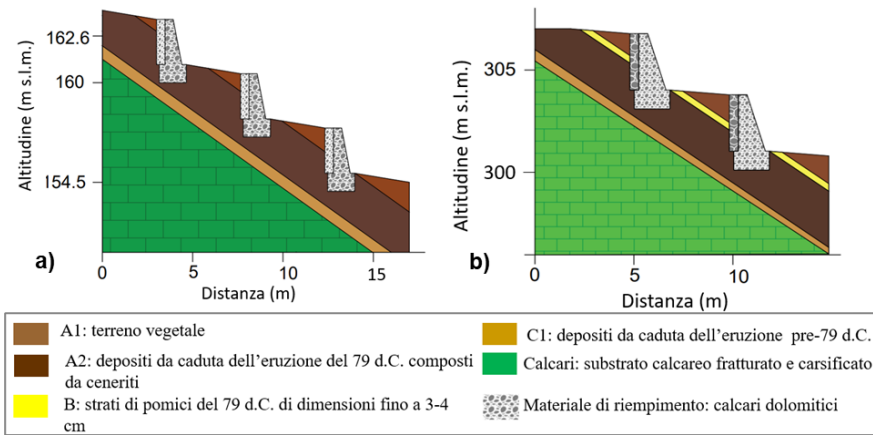 162.6
160
154.5
Altitudine (m s.l.m.)
a)
0
5
10
15
Distanza (m)
305
300
Altitudine (m s.l.m.)
b)
0
5
10
Distanza (m)
A1: terreno vegetale
A2: depositi da caduta dell'eruzione del 79 d.C. composti
da ceneriti
B: strati di pomici del 79 d.C. di dimensioni fino a 3-4
cm
C1: depositi da caduta dell'eruzione pre-79 d.C.
Calcari: substrato calcareo fratturato e carsificato
Materiale di riempimento: calcari dolomitici